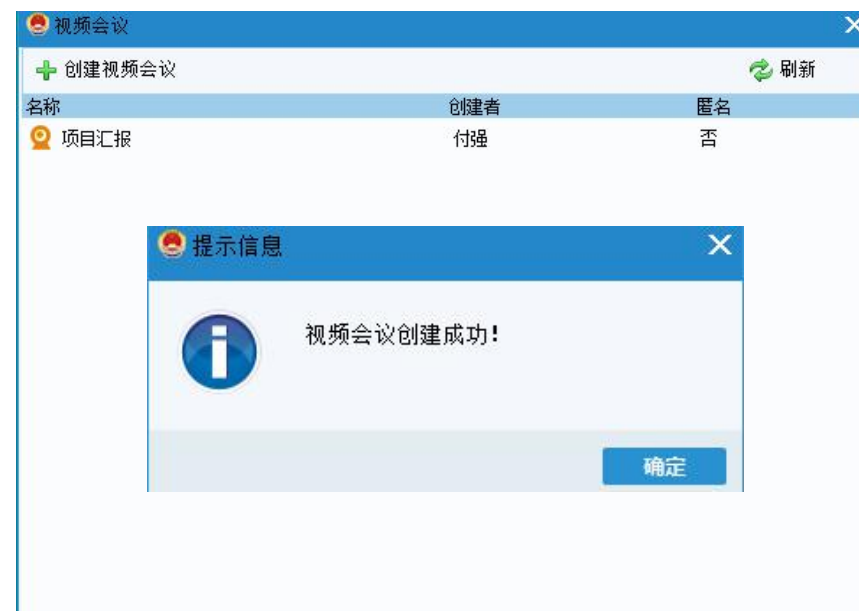 视频会议
创建视频会议 刷新
名称 创建者 匿名
项目汇报 付强 否
提示信息
视频会议创建成功!
确定